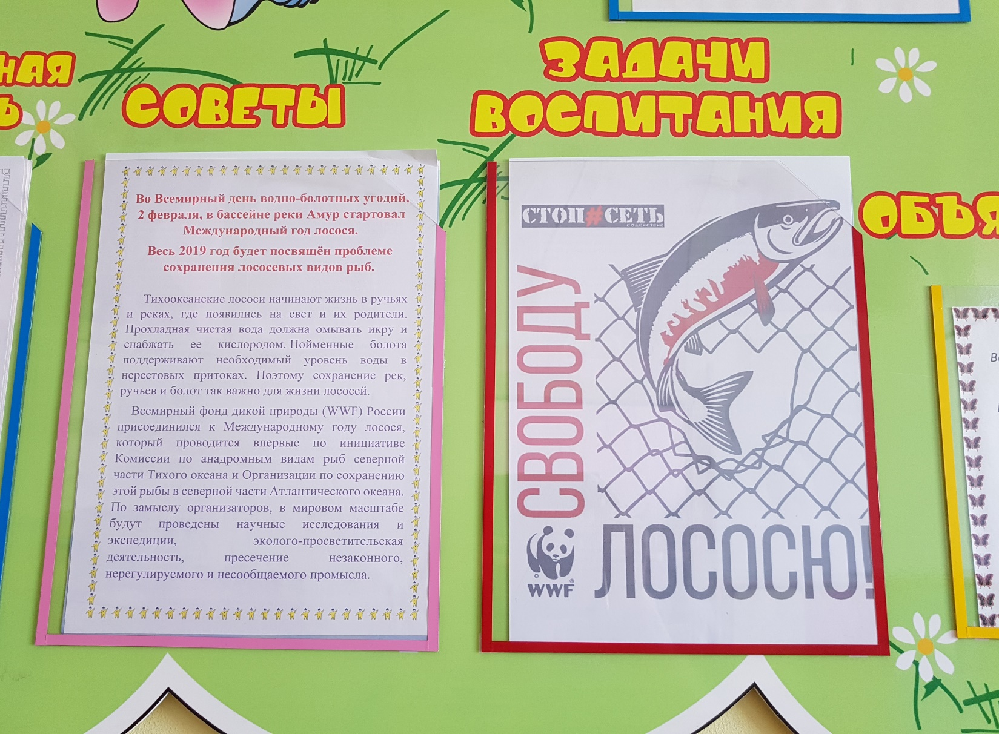 НАЯ
Ь
СОВЕТЫ
ЗАДАЧИ
ВОСПИТАНИЯ
ОБЪЯ
Во Всемирный день водно-болотных угодий,
2 февраля, в бассейне реки Амур стартовал
Международный год лосося.
Весь 2019 год будет посвящён проблеме
сохранения лососевых видов рыб.
Тихоокеанские лососи начинают жизнь в ручьях
и реках, где появились на свет и их родители.
Прохладная чистая вода должна омывать икру и
снабжать ее кислородом. Пойменные болота
поддерживают необходимый уровень воды в
нерестовых притоках. Поэтому сохранение рек,
ручьев и болот так важно для жизни лососей.
Всемирный фонд дикой природы (WWF) России
присоединился к Международному году лосося,
который проводится впервые по инициативе
Комиссии по анадромным видам рыб северной
части Тихого океана и Организации по сохранению
этой рыбы в северной части Атлантического океана.
По замыслу организаторов, в мировом масштабе
будут проведены научные исследования и
экспедиции, эколого-просветительская
деятельность, пресечение незаконного,
нерегулируемого и несообщаемого промысла.
СТОП#СЕТЬ
СОДЕЙСТВИЕ
СВОБОДУ
ЛОСОСЮ!
WWF